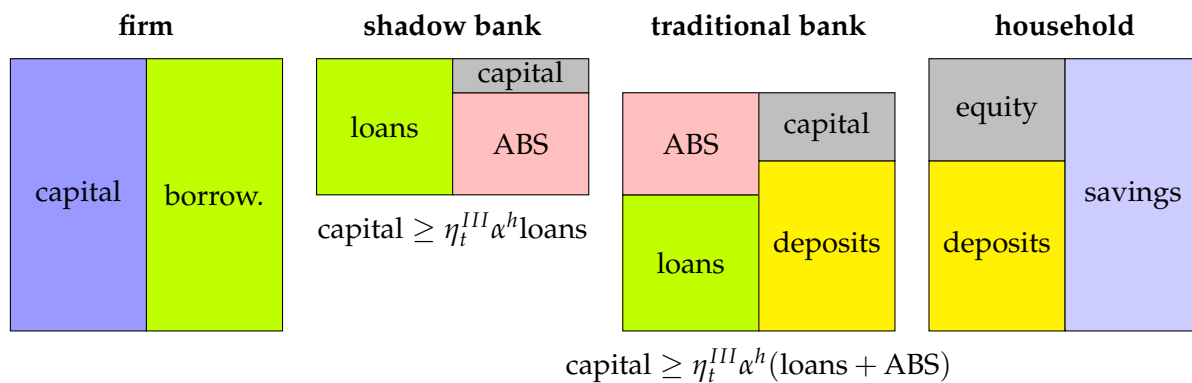 firm
shadow bank
traditional bank
household
capital
borrow.
loans
capital
ABS
capital ≥ η_t^{III} α^h loans
ABS
loans
capital
deposits
capital ≥ η_t^{III} α^h (loans + ABS)
equity
deposits
savings